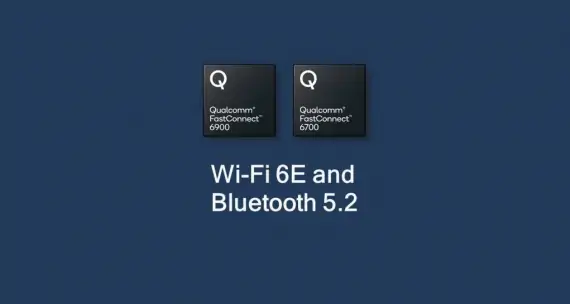 Q
Qualcomm®
FastConnect™
6900
Q
Qualcomm®
FastConnect™
6700
Wi-Fi 6E and
Bluetooth 5.2